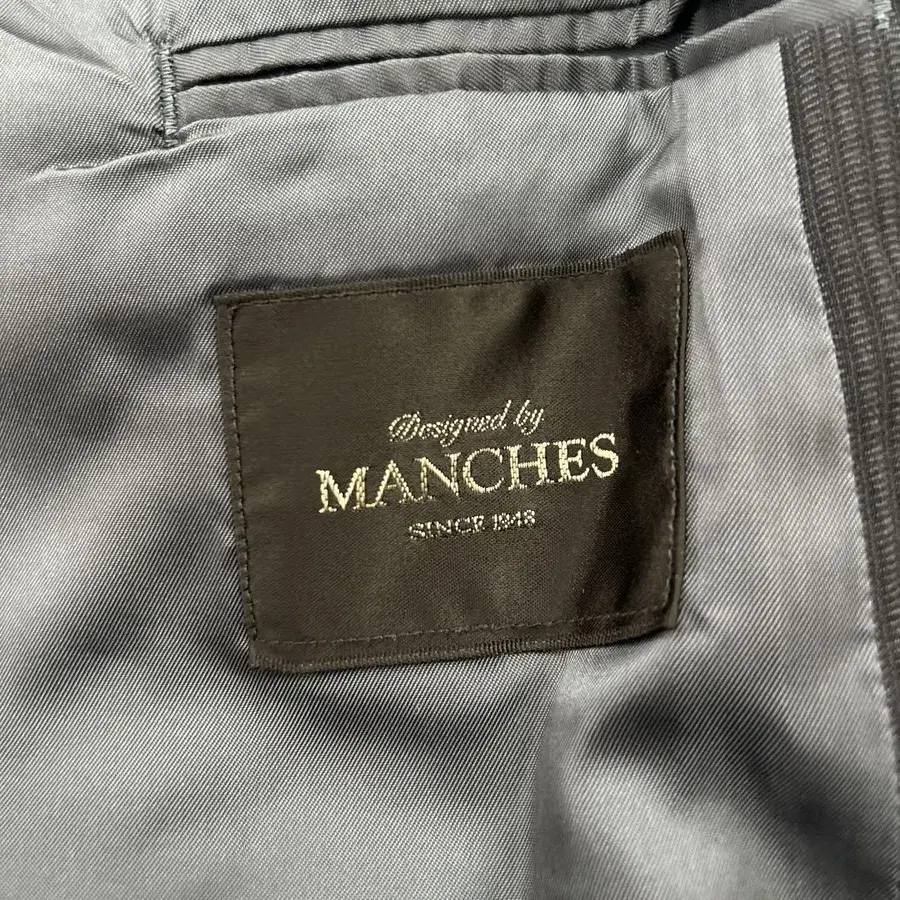 Designed by
MANCHES
SINCE 1948